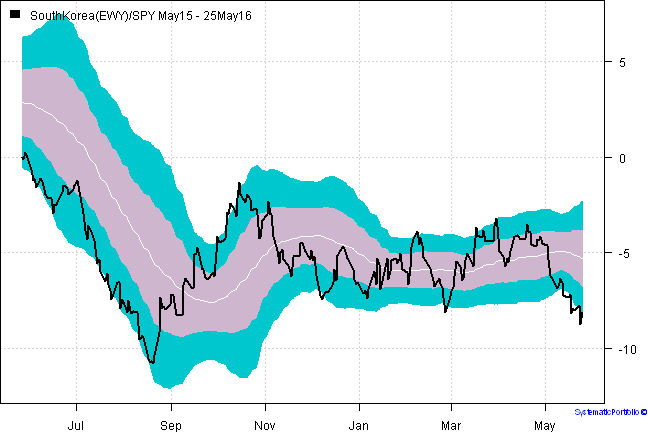 SouthKorea(EWY)/SPY May15 - 25May16
5
0
-5
-10
Jul Sep Nov Jan Mar May
SystematicPortfolio ©